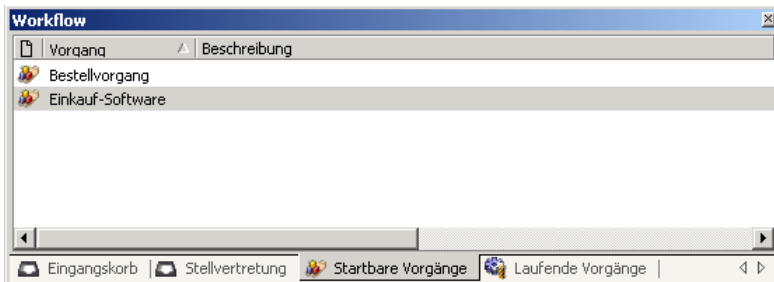 Workflow
Vorgang Beschreibung
Bestellvorgang
Einkauf-Software
Eingangskorb Stellvertretung Startbare Vorgänge Laufende Vorgänge